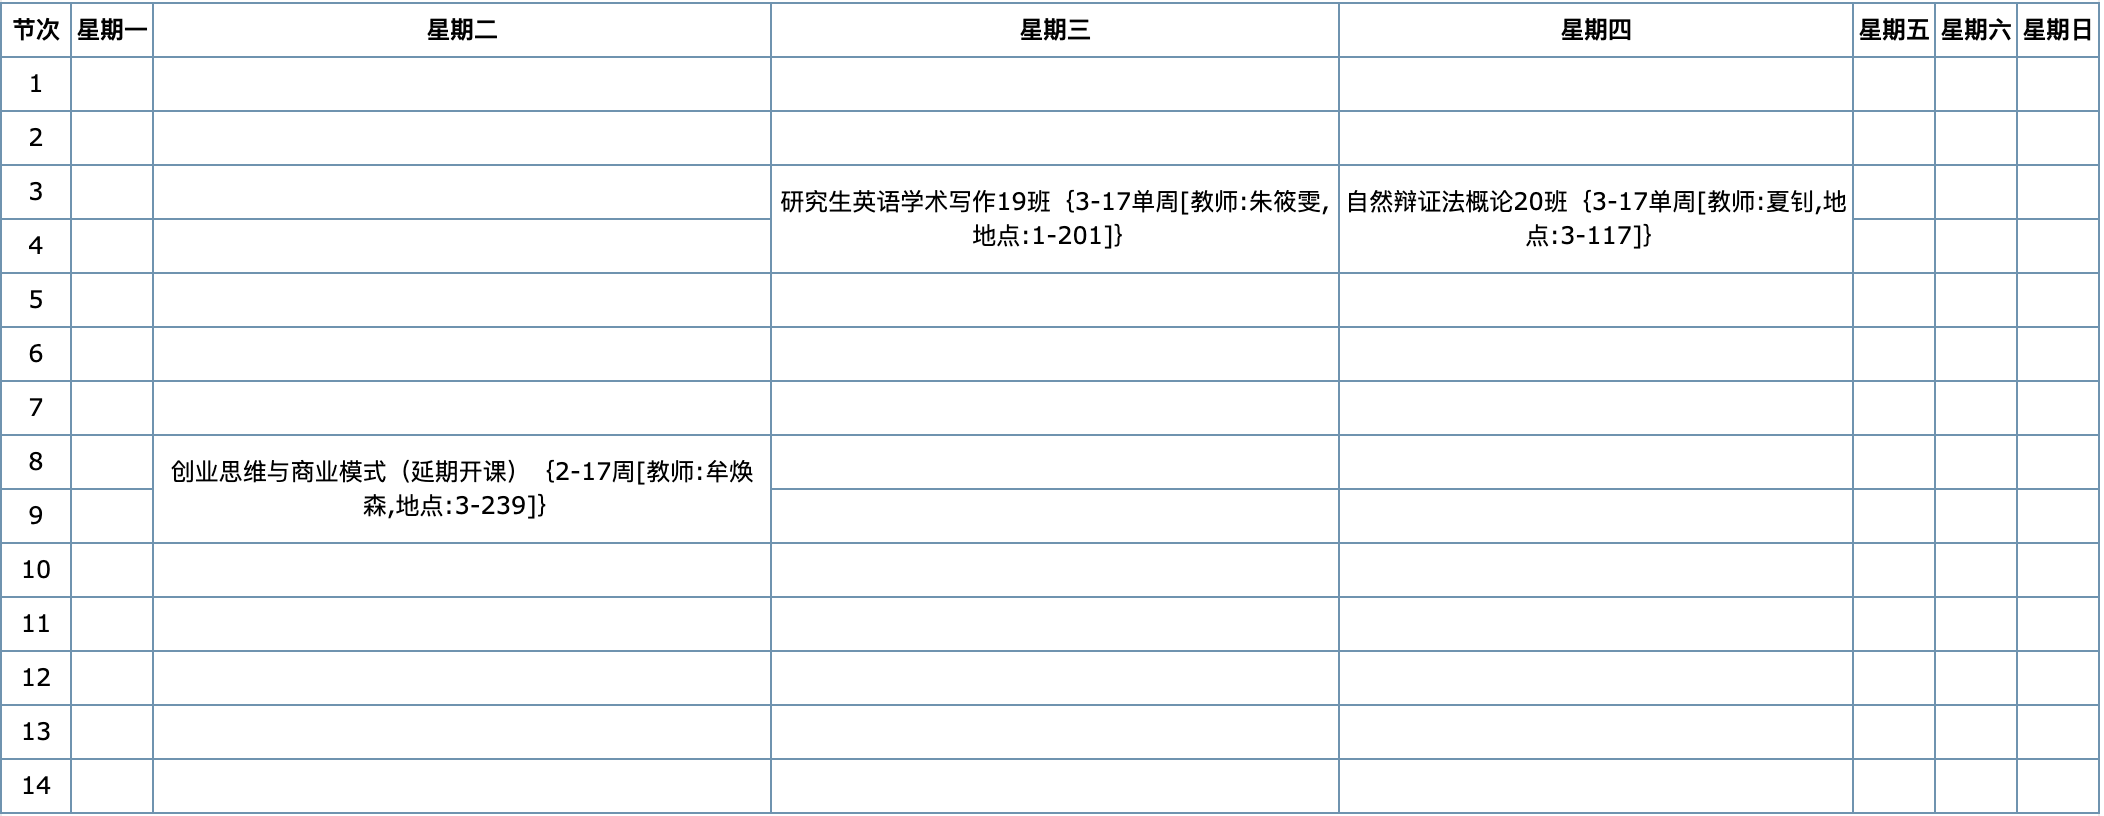 节次 星期一 星期二 星期三 星期四 星期五 星期六 星期日
1
2
3
研究生英语学术写作19班｛3-17单周[教师:朱筱雯,
地点:1-201]｝
自然辩证法概论20班｛3-17单周[教师:夏钊,地
点:3-117]｝
4
5
6
7
8
创业思维与商业模式（延期开课）｛2-17周[教师:牟焕
森,地点:3-239]｝
9
10
11
12
13
14